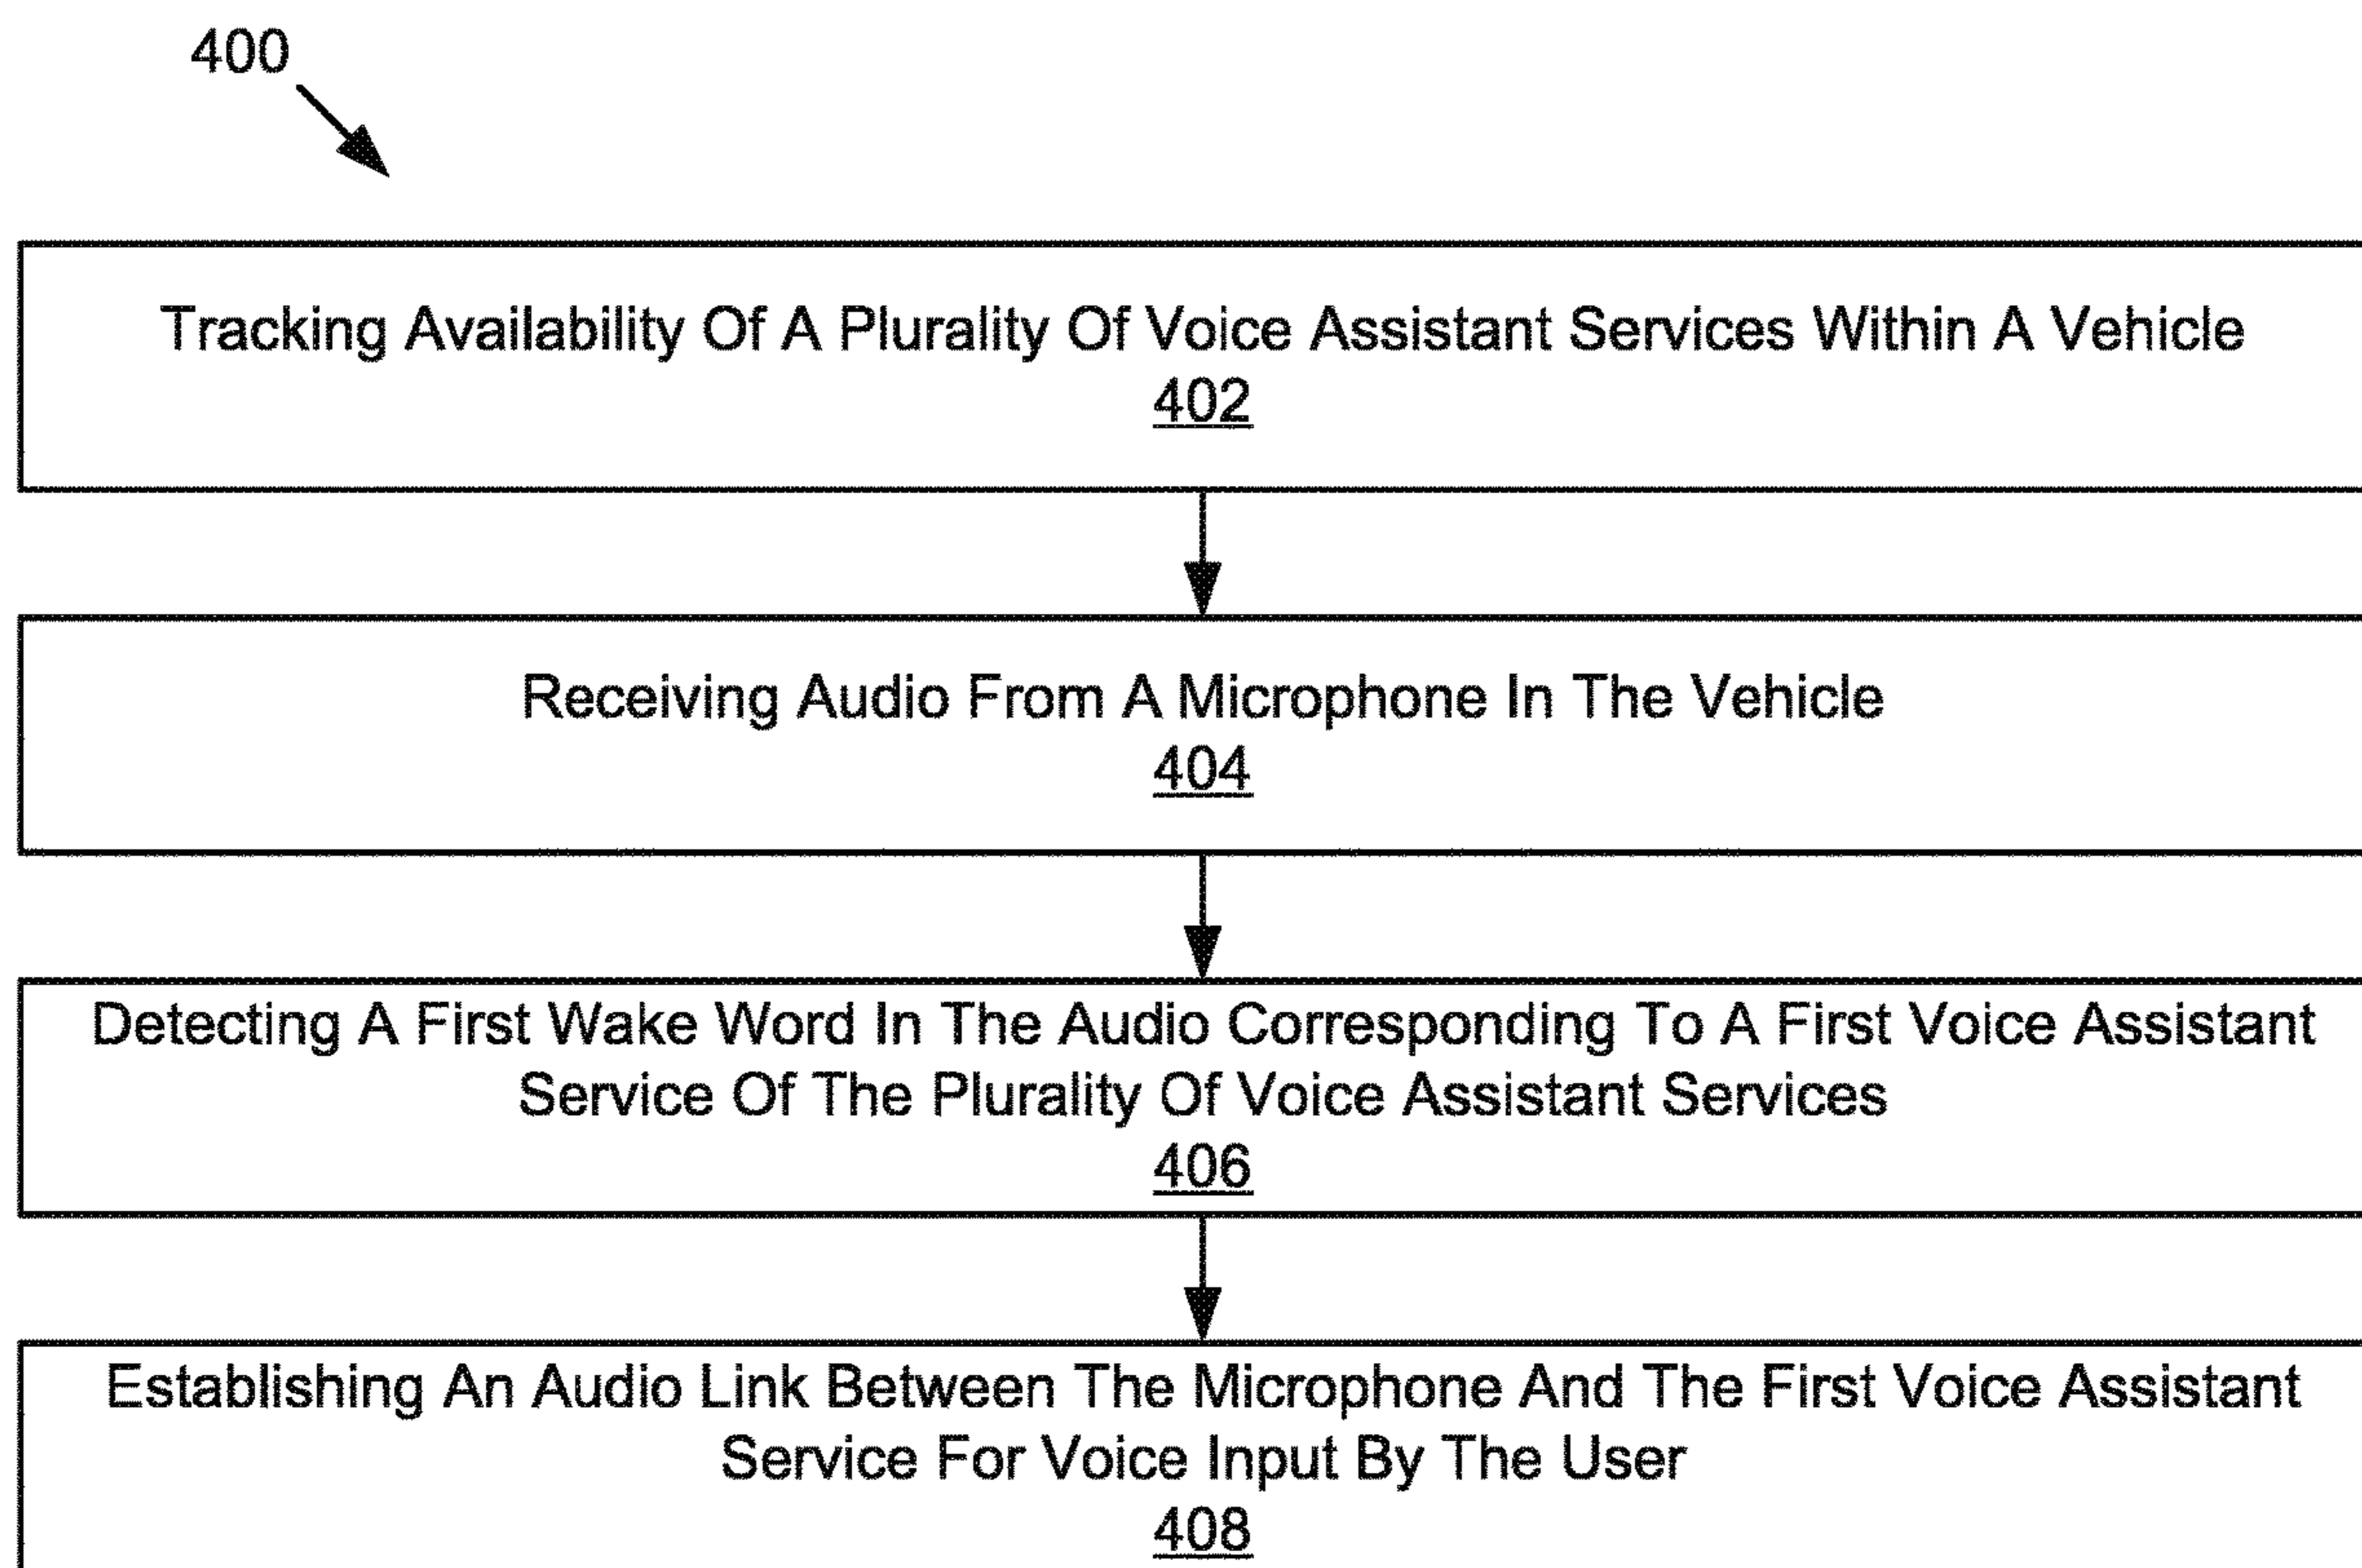 400
Tracking Availability Of A Plurality Of Voice Assistant Services Within A Vehicle
402
Receiving Audio From A Microphone In The Vehicle
404
Detecting A First Wake Word In The Audio Corresponding To A First Voice Assistant
Service Of The Plurality Of Voice Assistant Services
406
Establishing An Audio Link Between The Microphone And The First Voice Assistant
Service For Voice Input By The User
408